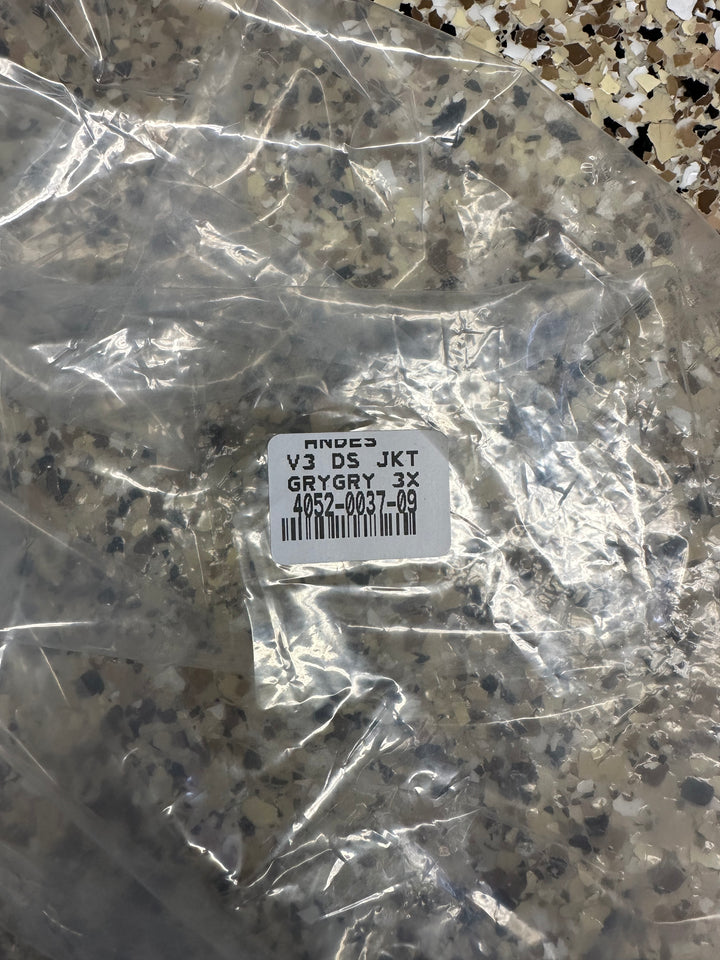 ANDES
V3 DS JKT
GRYGRY 3X
4052-0037-09